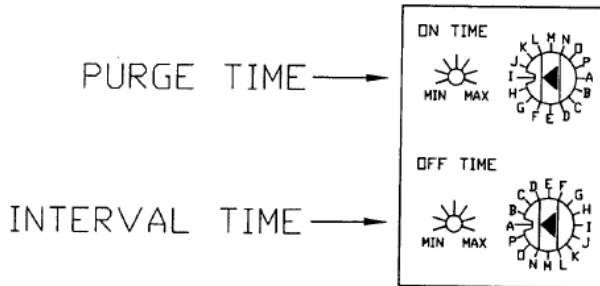 PURGE TIME
ON TIME
MIN MAX
A B C D E F G H I J K L M N O P
INTERVAL TIME
OFF TIME
MIN MAX
A B C D E F G H I J K L M N O P